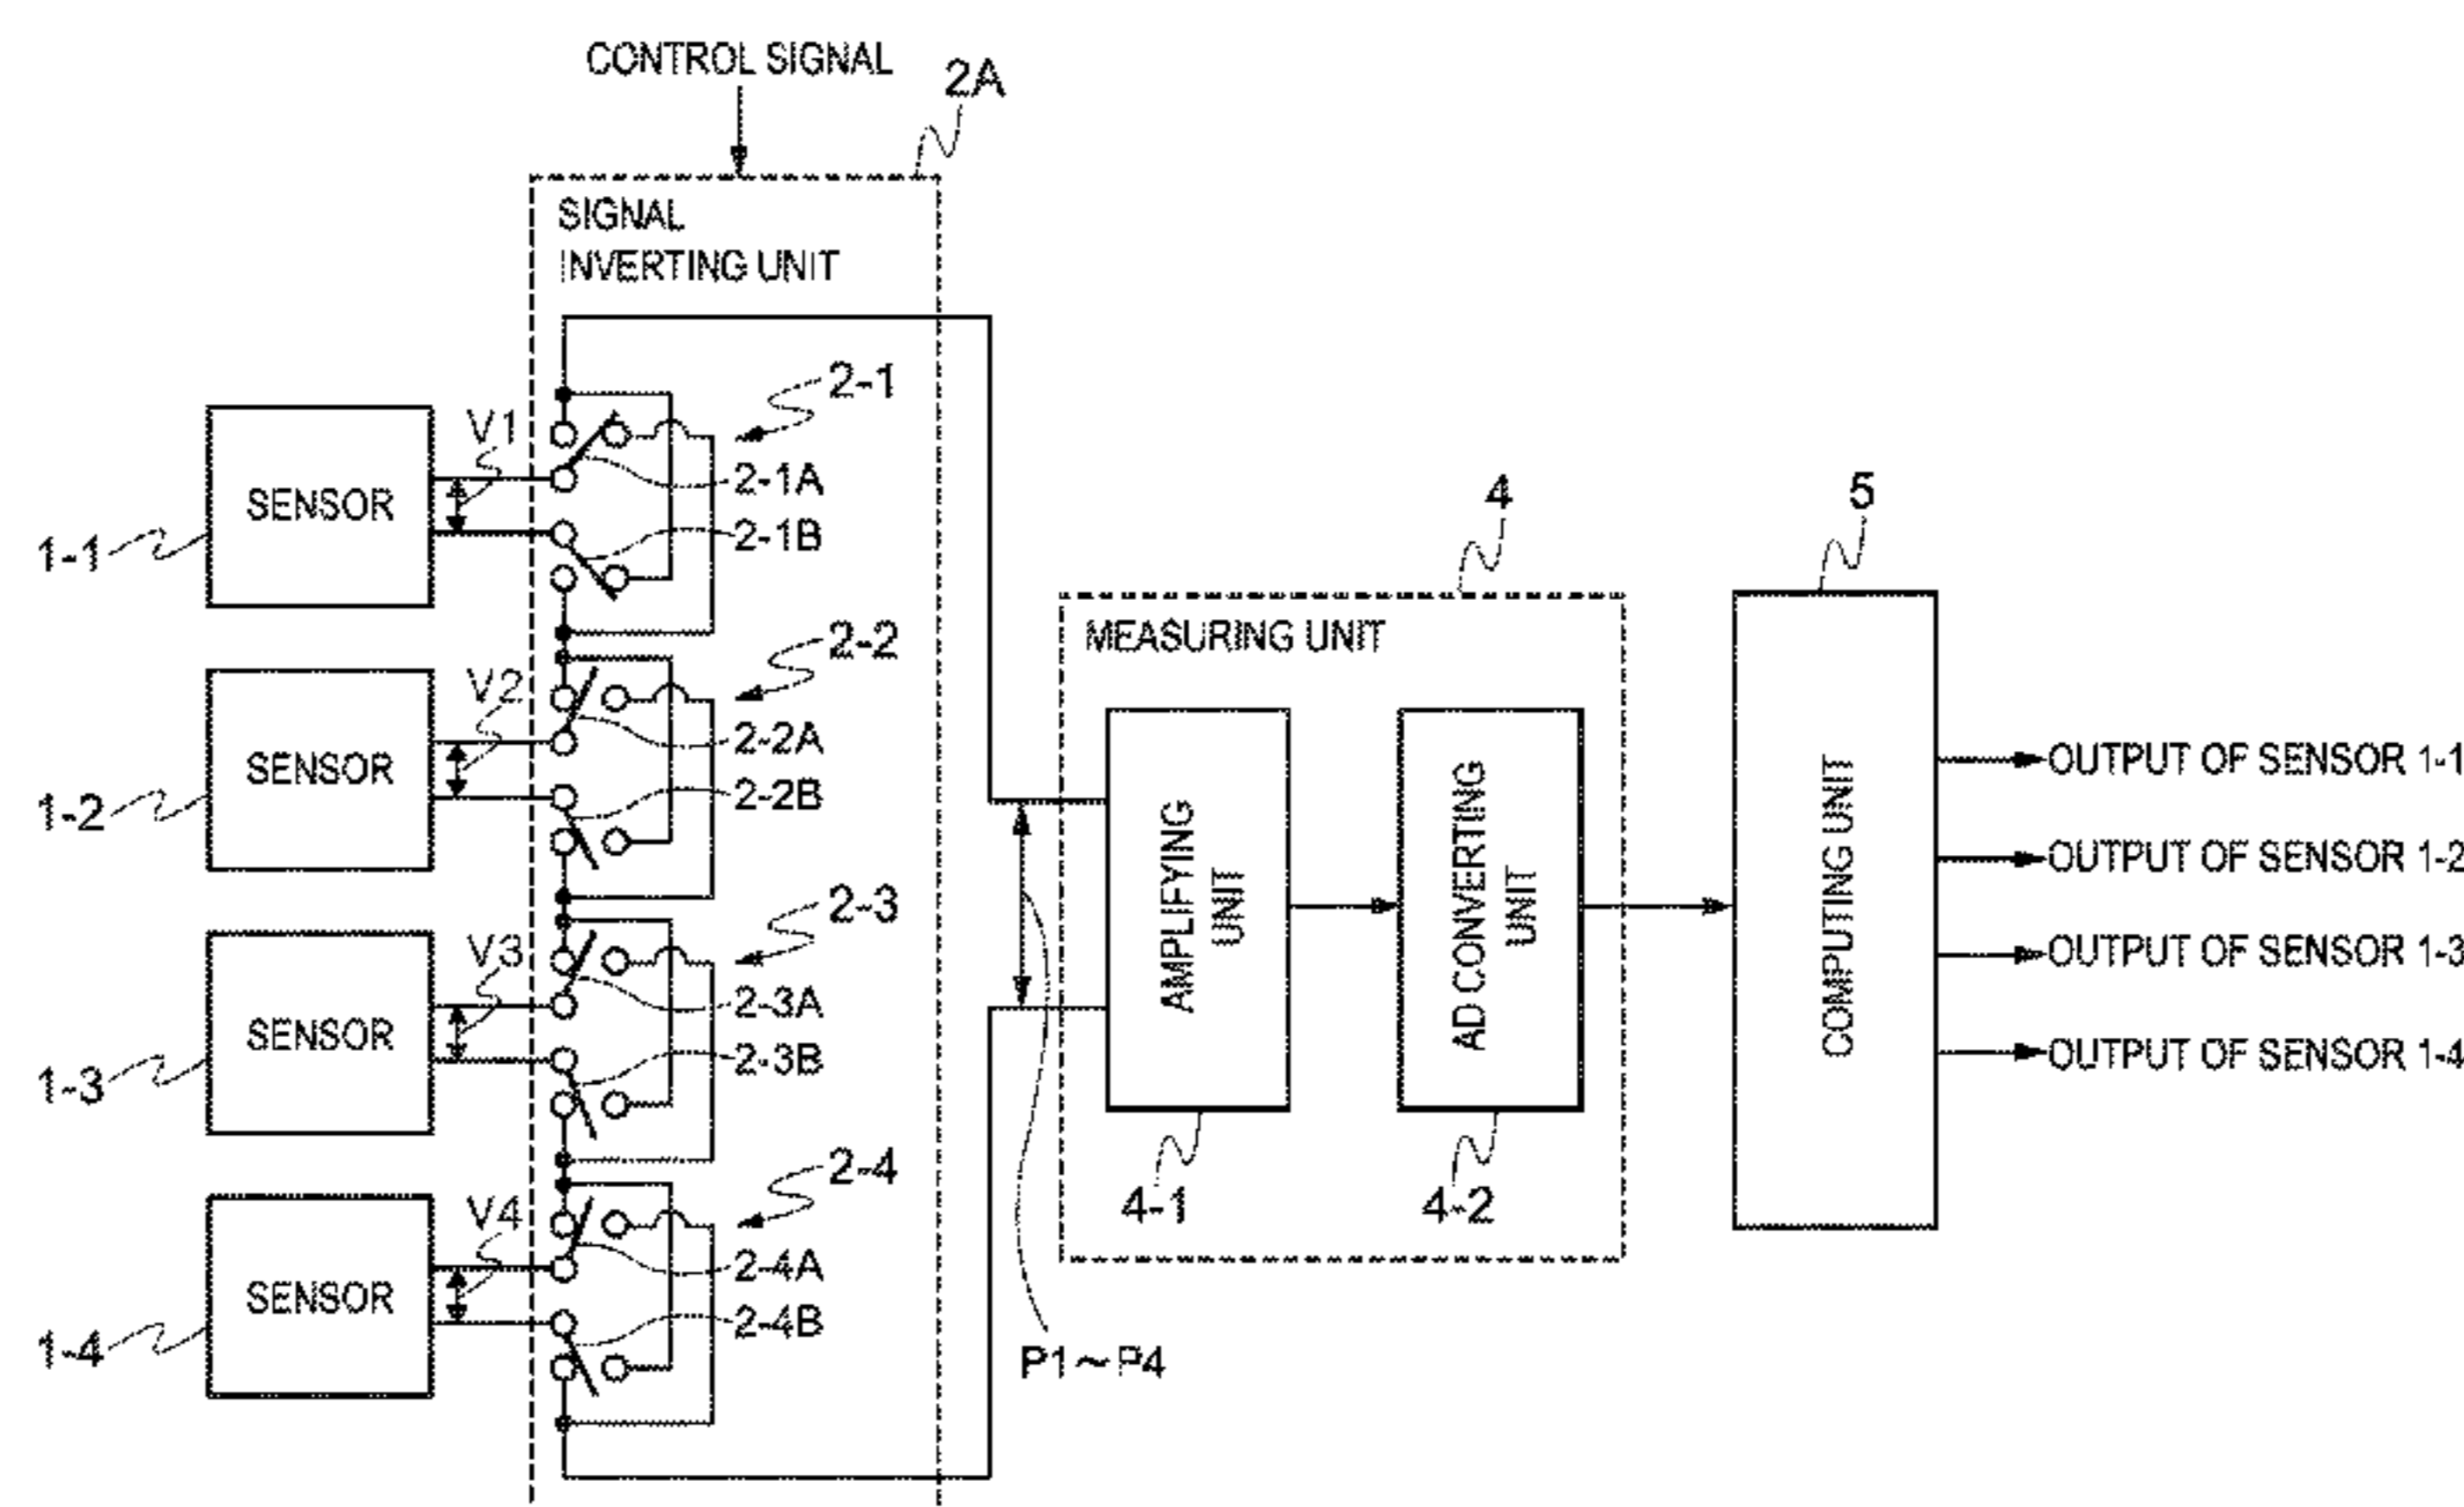 CONTROL SIGNAL
2A
SIGNAL
INVERTING UNIT
2-1
V1
SENSOR
2-1A
2-1B
1-1
4
5
2-2
MEASURING UNIT
V2
SENSOR
2-2A
2-2B
1-2
AMPLIFYING
UNIT
AD CONVERTING
UNIT
COMPUTING UNIT
OUTPUT OF SENSOR 1-1
OUTPUT OF SENSOR 1-2
OUTPUT OF SENSOR 1-3
OUTPUT OF SENSOR 1-4
2-3
V3
SENSOR
2-3A
2-3B
1-3
2-4
4-1
4-2
V4
SENSOR
2-4A
2-4B
1-4
P1~P4